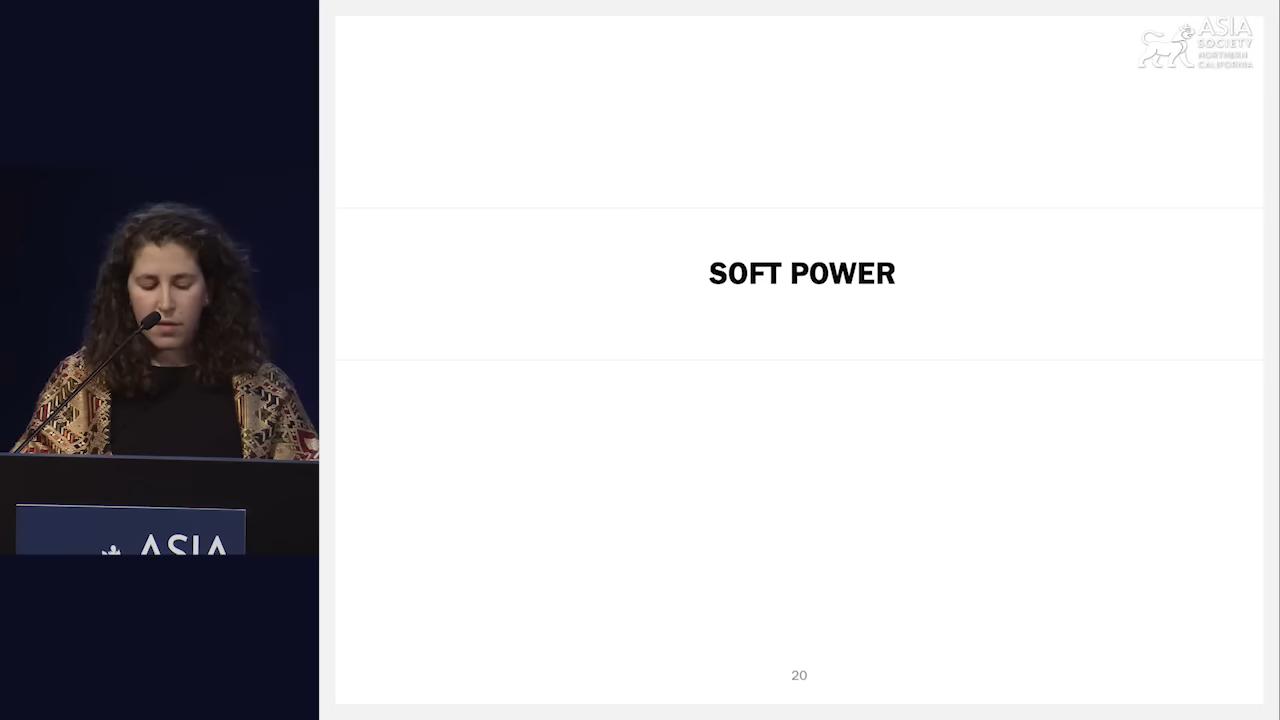 ASIA
SOCIETY
NORTHERN
CALIFORNIA
SOFT POWER
ASIA
20